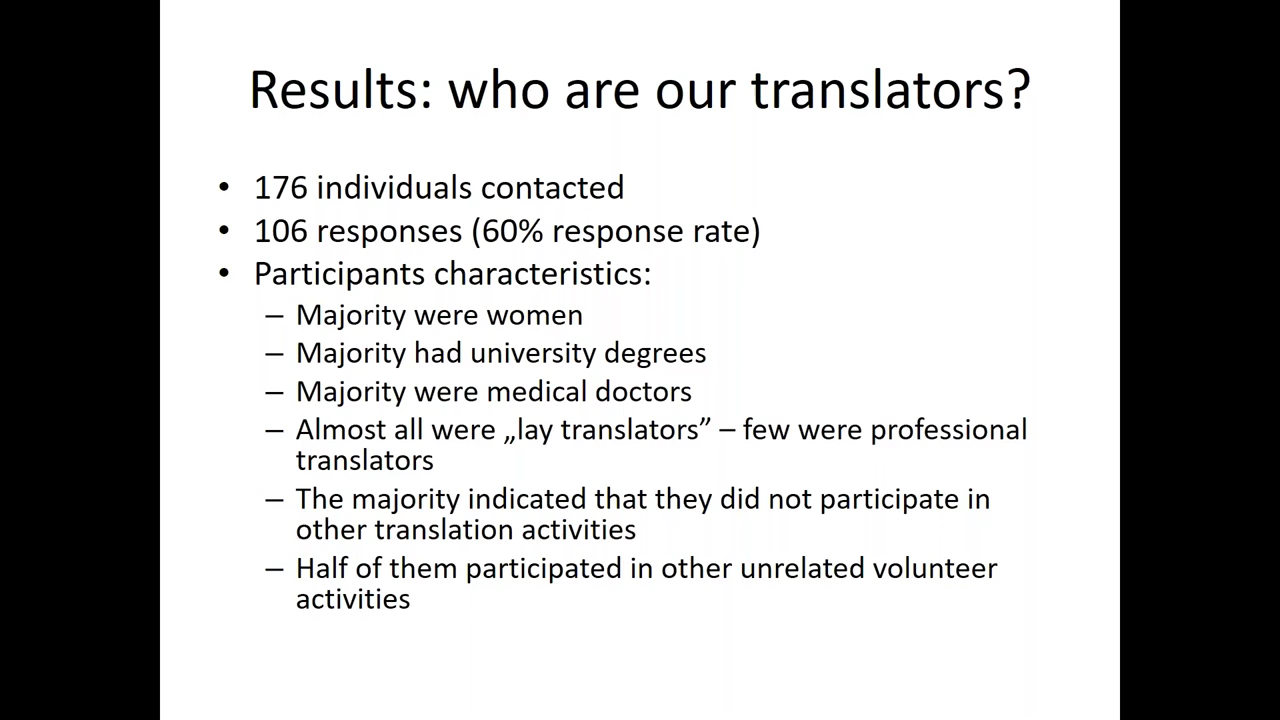 Results: who are our translators?
• 176 individuals contacted
• 106 responses (60% response rate)
• Participants characteristics:
– Majority were women
– Majority had university degrees
– Majority were medical doctors
– Almost all were „lay translators” – few were professional
translators
– The majority indicated that they did not participate in
other translation activities
– Half of them participated in other unrelated volunteer
activities